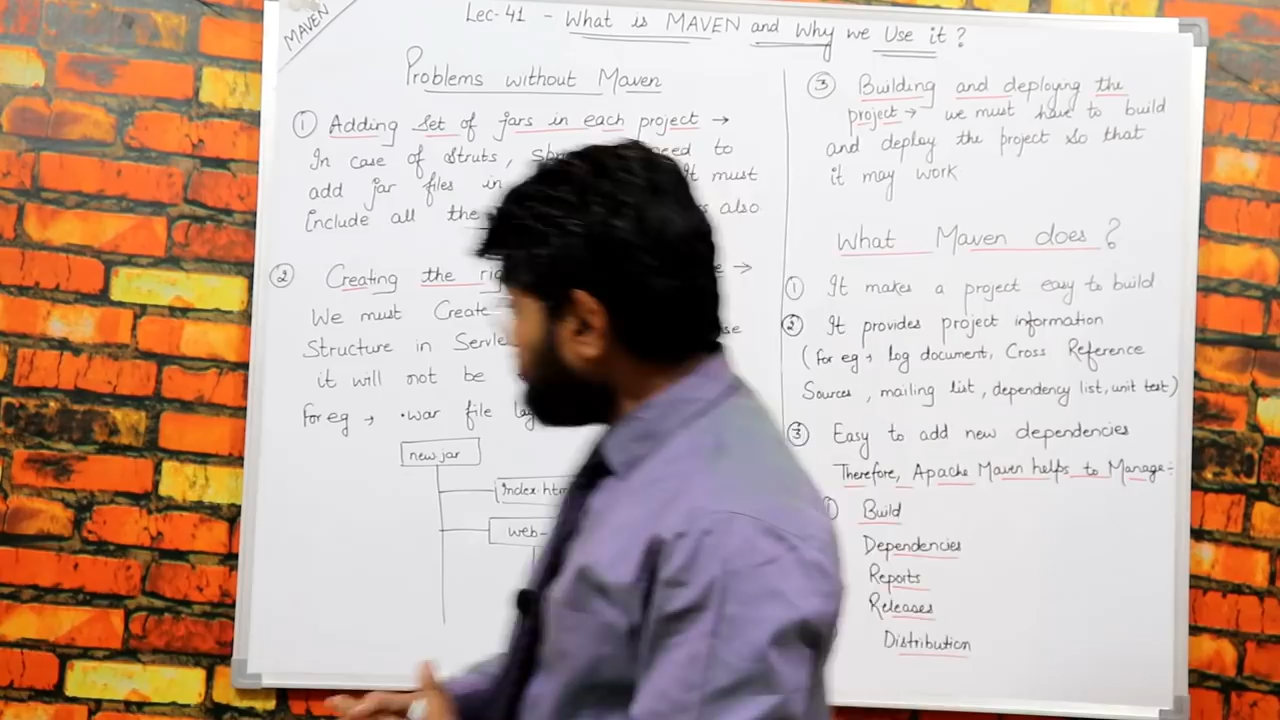 MAVEN
Lec-41 - What is MAVEN and Why we Use it?
Problems without Maven
① Adding set of jars in each project →
In case of struts, need to
add jar files in It must
include all the also
② Creating the →
We must Create
Structure in
it will not be
for eg → .war file
new jar
web-
③ Building and deploying the
project → we must have to build
and deploy the project so that
it may work
What Maven does?
① It makes a project easy to build
② It provides project information
(for eg → log document, Cross Reference
Sources, mailing list, dependency list, unit test)
③ Easy to add new dependencies
Therefore, Apache Maven helps to Manage:-
Build
Dependencies
Reports
Releases
Distribution